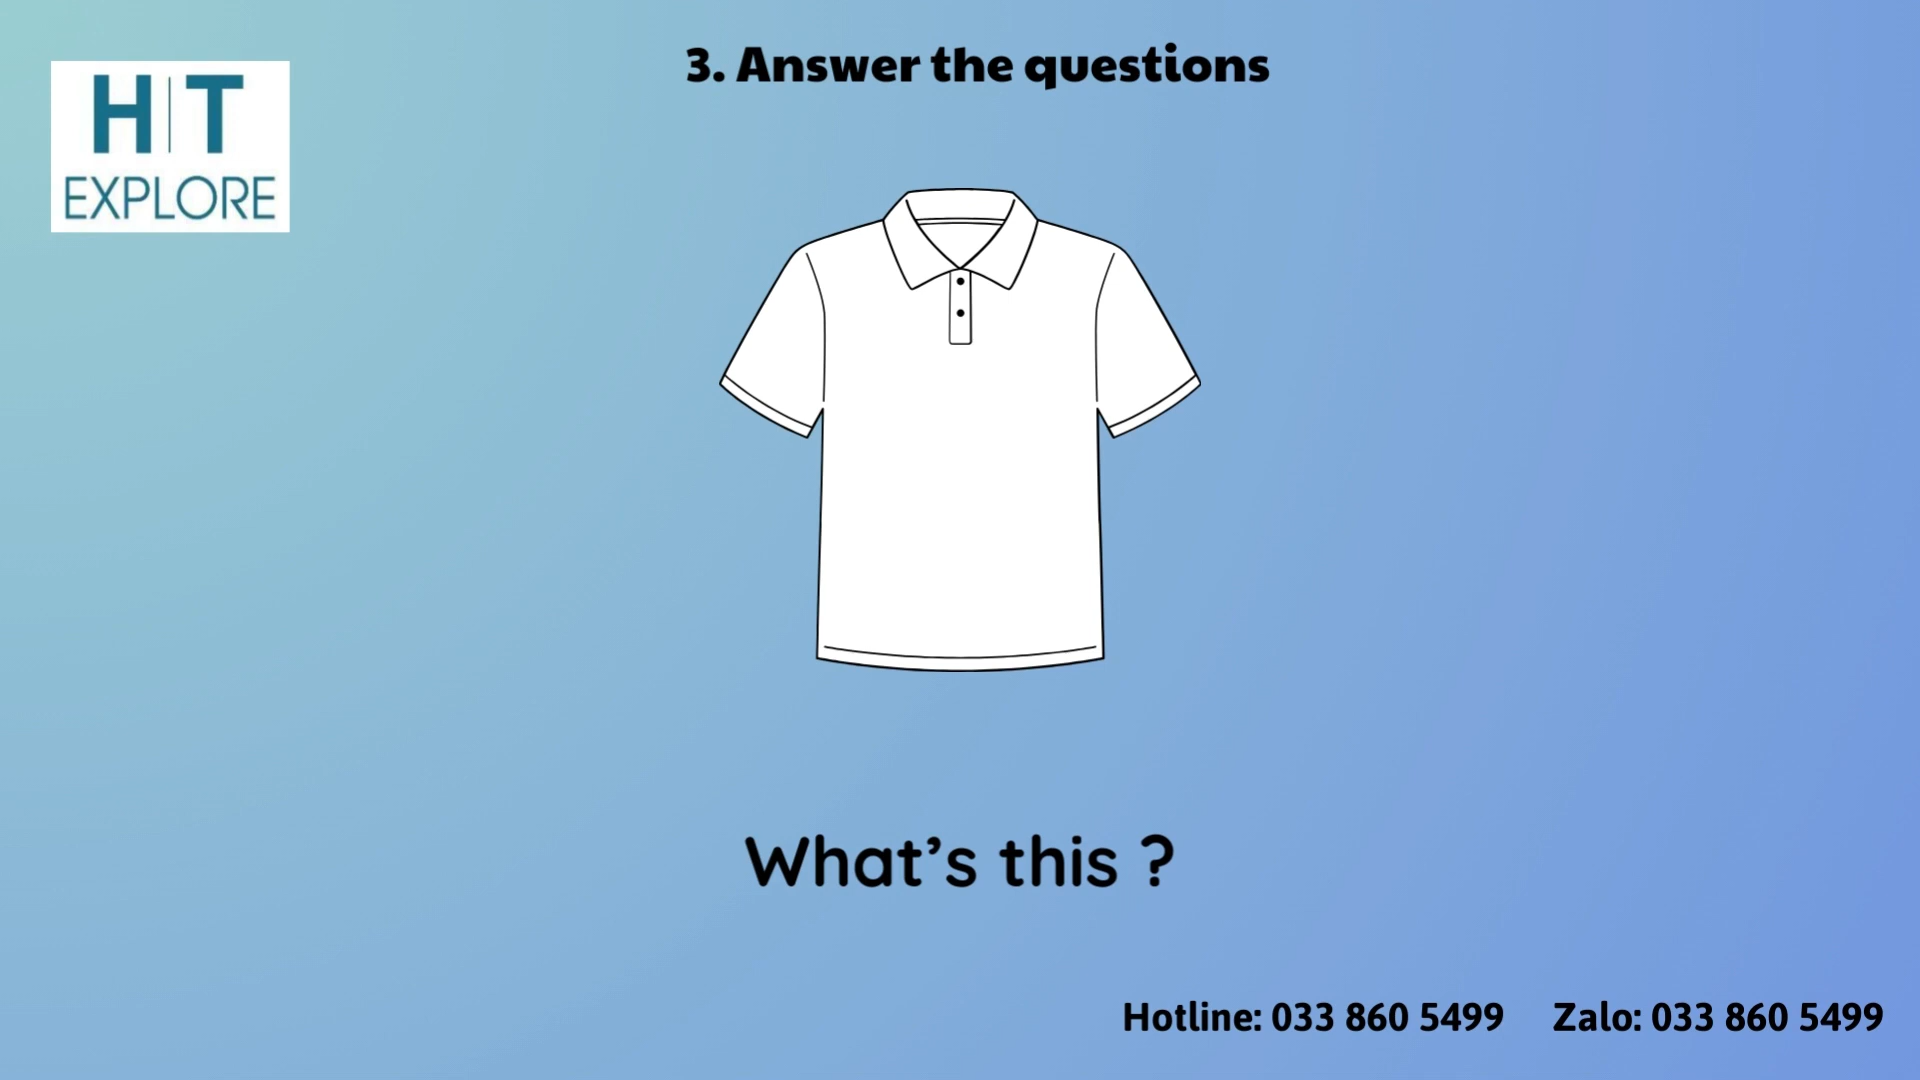 3. Answer the questions
H|T
EXPLORE
What's this ?
Hotline: 033 860 5499 Zalo: 033 860 5499